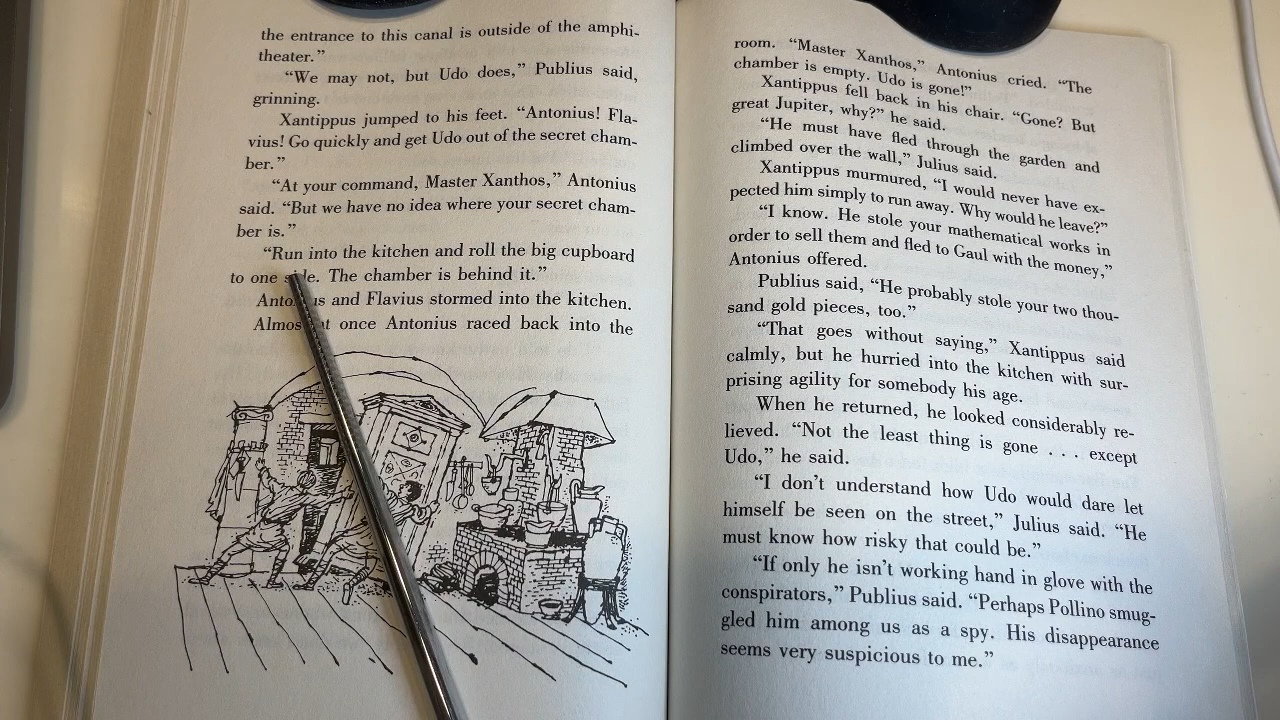 the entrance to this canal is outside of the amphi-
theater.”
“We may not, but Udo does,” Publius said,
grinning.
Xantippus jumped to his feet. “Antonius! Fla-
vius! Go quickly and get Udo out of the secret cham-
ber.”
“At your command, Master Xanthos,” Antonius
said. “But we have no idea where your secret cham-
ber is.”
“Run into the kitchen and roll the big cupboard
to one The chamber is behind it.”
and Flavius stormed into the kitchen.
once Antonius raced back into the
room. “Master Xanthos,” Antonius cried. “The
chamber is empty. Udo is gone!”
Xantippus fell back in his chair. “Gone? But
great Jupiter, why?” he said.
“He must have fled through the garden and
climbed over the wall,” Julius said.
Xantippus murmured, “I would never have ex-
pected him simply to run away. Why would he leave?”
“I know. He stole your mathematical works in
order to sell them and fled to Gaul with the money,”
Antonius offered.
Publius said, “He probably stole your two thou-
sand gold pieces, too.”
“That goes without saying,” Xantippus said
calmly, but he hurried into the kitchen with sur-
prising agility for somebody his age.
When he returned, he looked considerably re-
lieved. “Not the least thing is gone . . . except
Udo,” he said.
“I don’t understand how Udo would dare let
himself be seen on the street,” Julius said. “He
must know how risky that could be.”
“If only he isn’t working hand in glove with the
conspirators,” Publius said. “Perhaps Pollino smug-
gled him among us as a spy. His disappearance
seems very suspicious to me.”